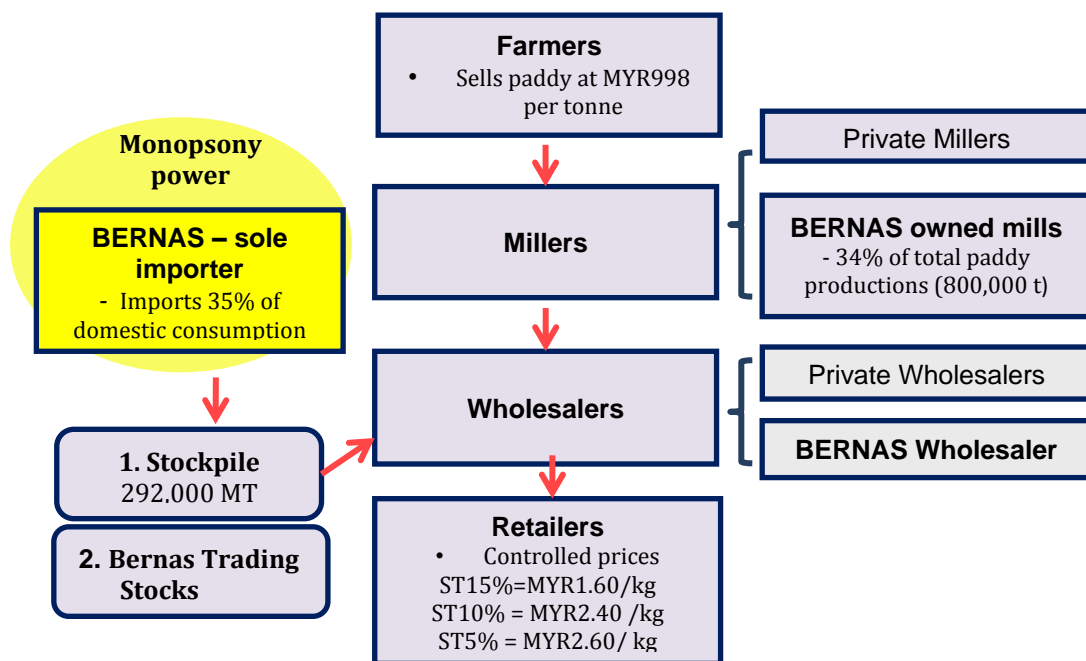 Farmers
• Sells paddy at MYR998
per tonne
Monopsony
power
BERNAS – sole
importer
- Imports 35% of
domestic consumption
Millers
Private Millers
BERNAS owned mills
- 34% of total paddy
productions (800,000 t)
Wholesalers
Private Wholesalers
BERNAS Wholesaler
1. Stockpile
292,000 MT
2. Bernas Trading
Stocks
Retailers
• Controlled prices
ST15%=MYR1.60/kg
ST10% = MYR2.40 /kg
ST5% = MYR2.60/ kg